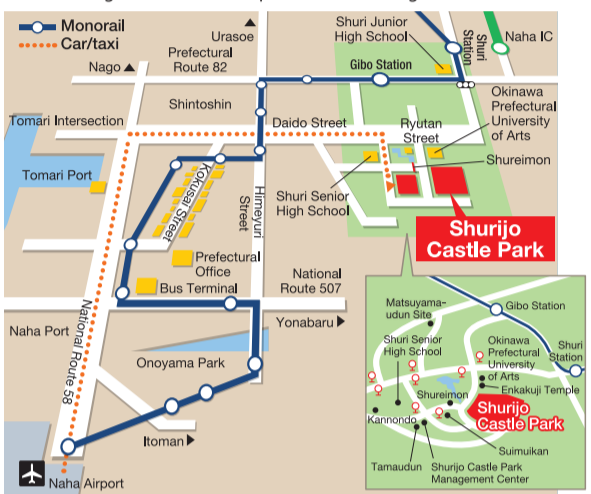 Monorail
Car/taxi
Urasoe
Shuri Junior
High School
Shuri
Station
Naha IC
Nago
Prefectural
Route 82
Gibo Station
Shintoshin
Okinawa
Prefectural
University
of Arts
Tomari Intersection
Daido Street
Ryutan
Street
Shureimon
Tomari Port
Kokusai Street
Himeyuri
Street
Shuri Senior
High School
Shurijo
Castle Park
Prefectural
Office
Bus Terminal
National
Route 507
Yonabaru
National Route 58
Naha Port
Onoyama Park
Itoman
Naha Airport
Matsuyama-
udun Site
Gibo Station
Shuri Senior
High School
Okinawa
Prefectural
University
of Arts
Shuri
Station
Enkakuji Temple
Shureimon
Shurijo
Castle Park
Kannondo
Suimuikan
Tamaudun
Shurijo Castle Park
Management Center